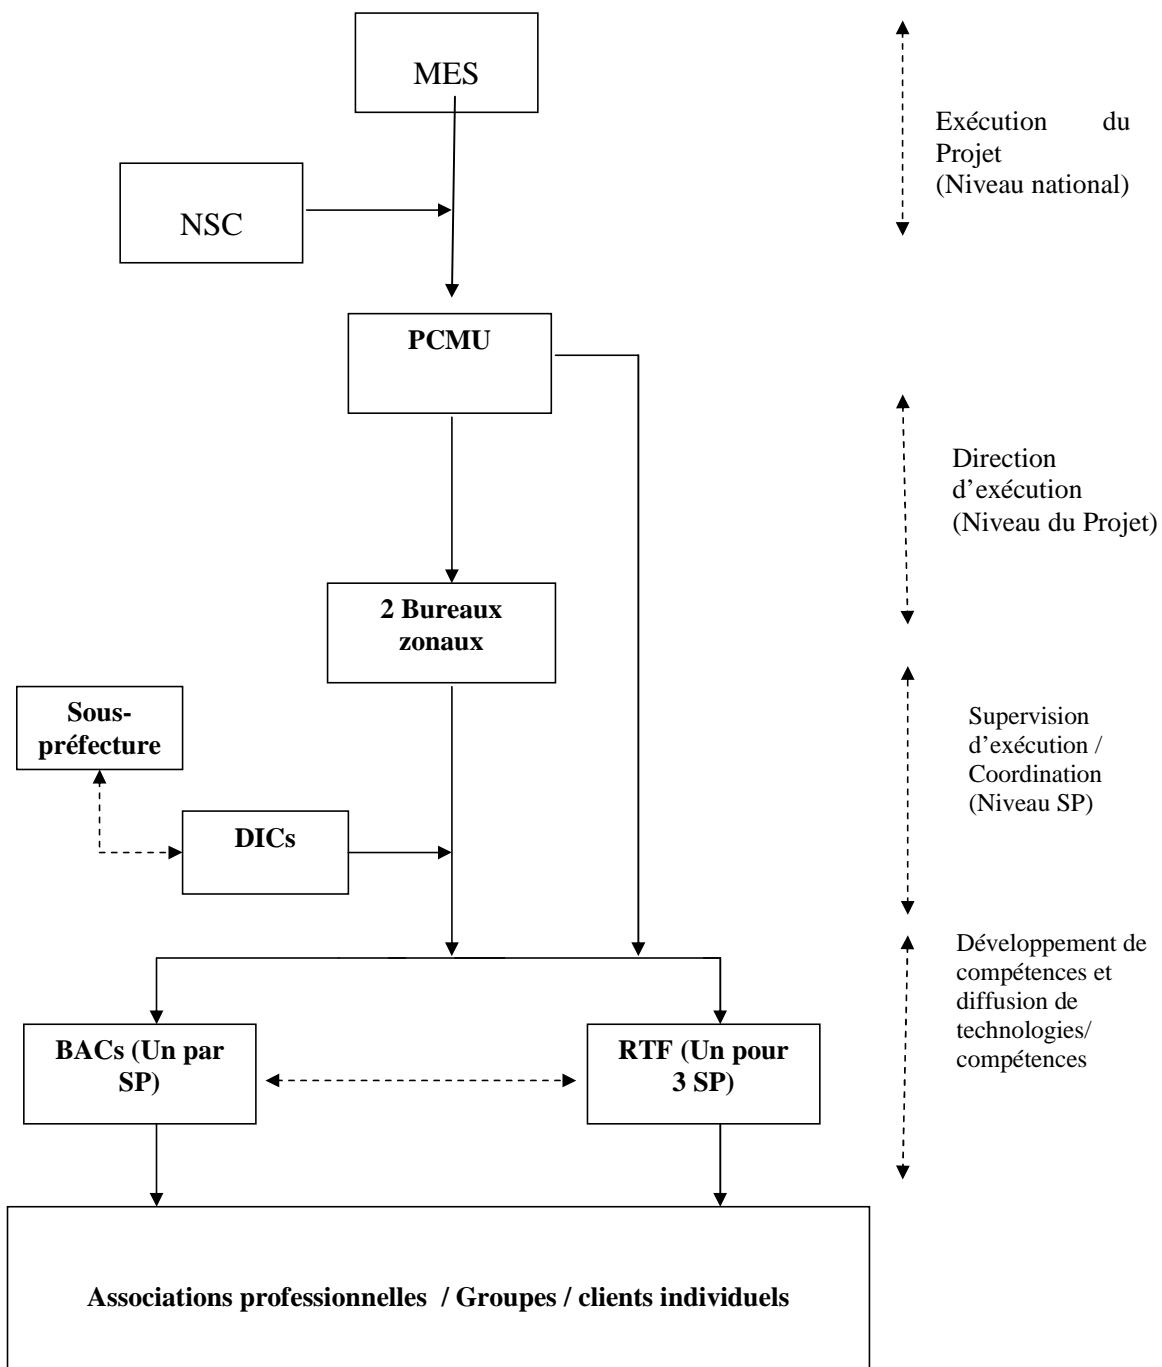 MES
Exécution du
Projet
(Niveau national)
NSC
PCMU
Direction
d’exécution
(Niveau du Projet)
2 Bureaux
zonaux
Sous-
préfecture
Supervision
d’exécution /
Coordination
(Niveau SP)
DICs
Développement de
compétences et
diffusion de
technologies/
compétences
BACs (Un par
SP)
RTF (Un pour
3 SP)
Associations professionnelles / Groupes / clients individuels